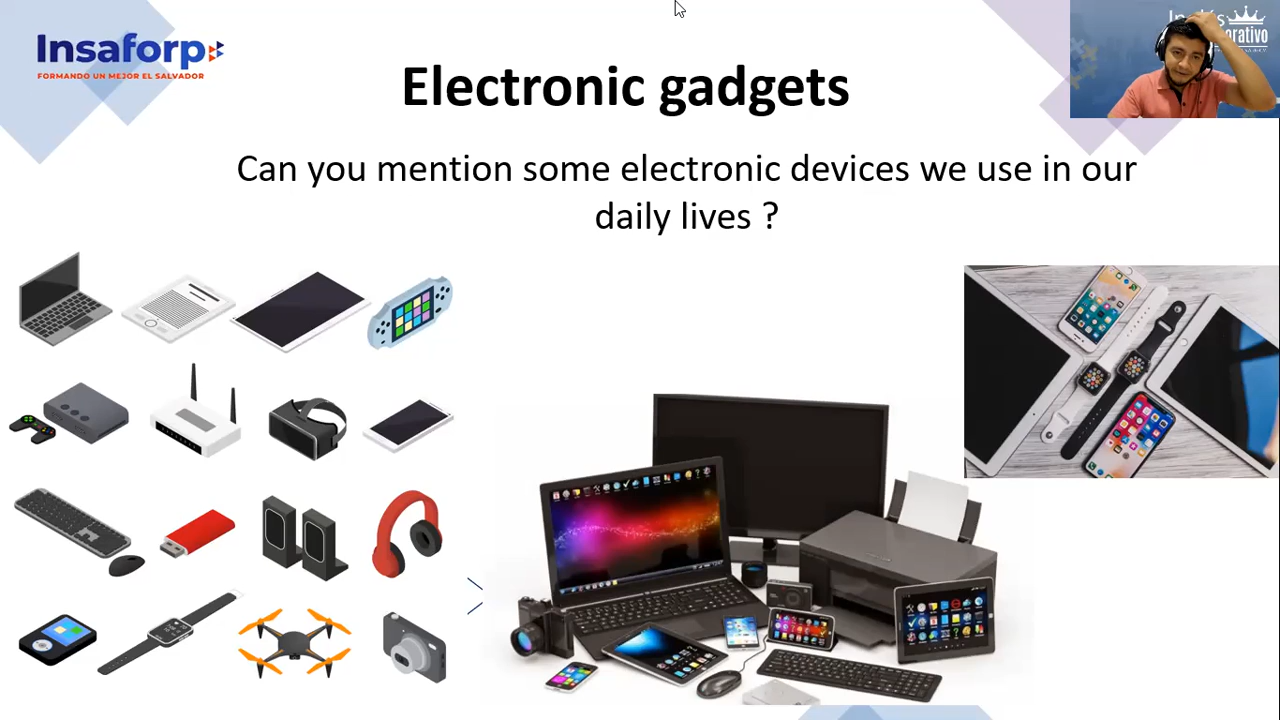 Insaforp
FORMANDO UN MEJOR EL SALVADOR
Electronic gadgets
Can you mention some electronic devices we use in our
daily lives ?